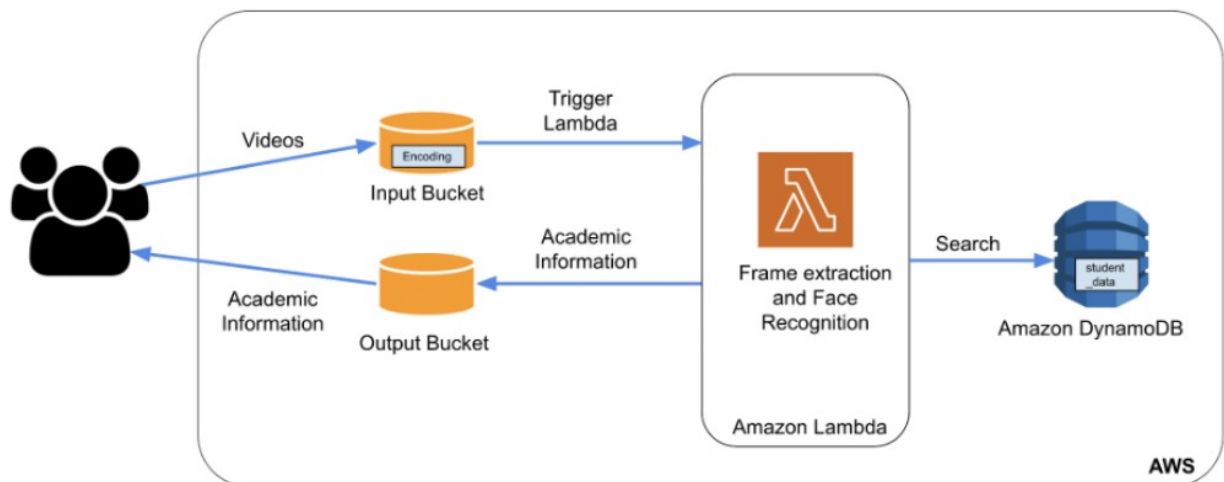 Videos
Encoding
Input Bucket
Trigger
Lambda
Academic
Information
Output Bucket
Academic
Information
Frame extraction
and Face
Recognition
Amazon Lambda
Search
student
_data
Amazon DynamoDB
AWS